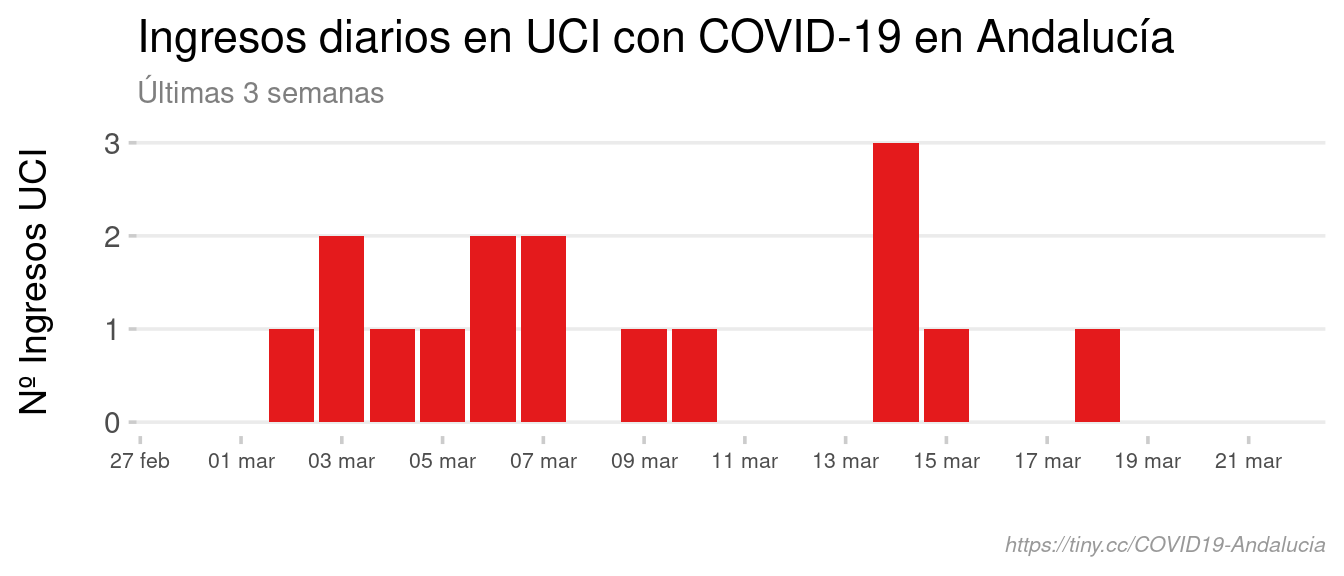 Ingresos diarios en UCI con COVID-19 en Andalucía
Últimas 3 semanas
Nº Ingresos UCI
3
2
1
0
27 feb 01 mar 03 mar 05 mar 07 mar 09 mar 11 mar 13 mar 15 mar 17 mar 19 mar 21 mar
https://tiny.cc/COVID19-Andalucia